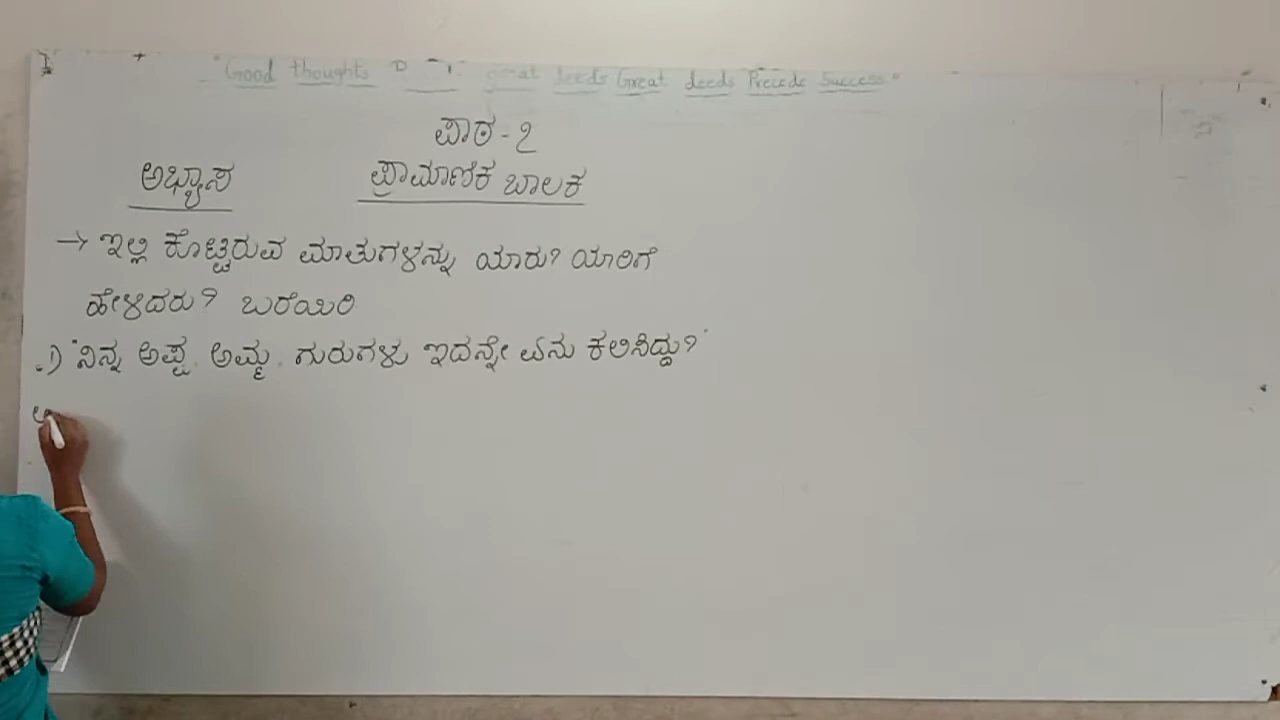 "Good thoughts great deeds Great deeds Precede Success"
ಪಾಠ - ೭
ಅಭ್ಯಾಸ ಪ್ರಾಮಾಣಿಕ ಬಾಲಕ
→ ಇಲ್ಲಿ ಕೊಟ್ಟಿರುವ ಮಾತುಗಳನ್ನು ಯಾರು? ಯಾರಿಗೆ
ಹೇಳಿದರು? ಬರೆಯಿರಿ
1) "ನಿನ್ನ ಅಪ್ಪ, ಅಮ್ಮ, ಗುರುಗಳು ಇದನ್ನೇ ಏನು ಕಲಿಸಿದ್ದು?"